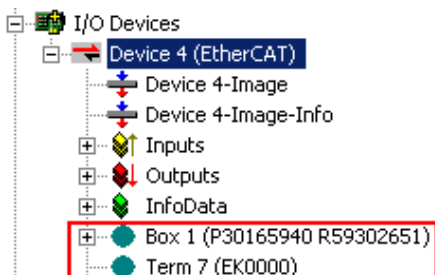 I/O Devices
Device 4 (EtherCAT)
Device 4-Image
Device 4-Image-Info
Inputs
Outputs
InfoData
Box 1 (P30165940 R59302651)
Term 7 (EK0000)